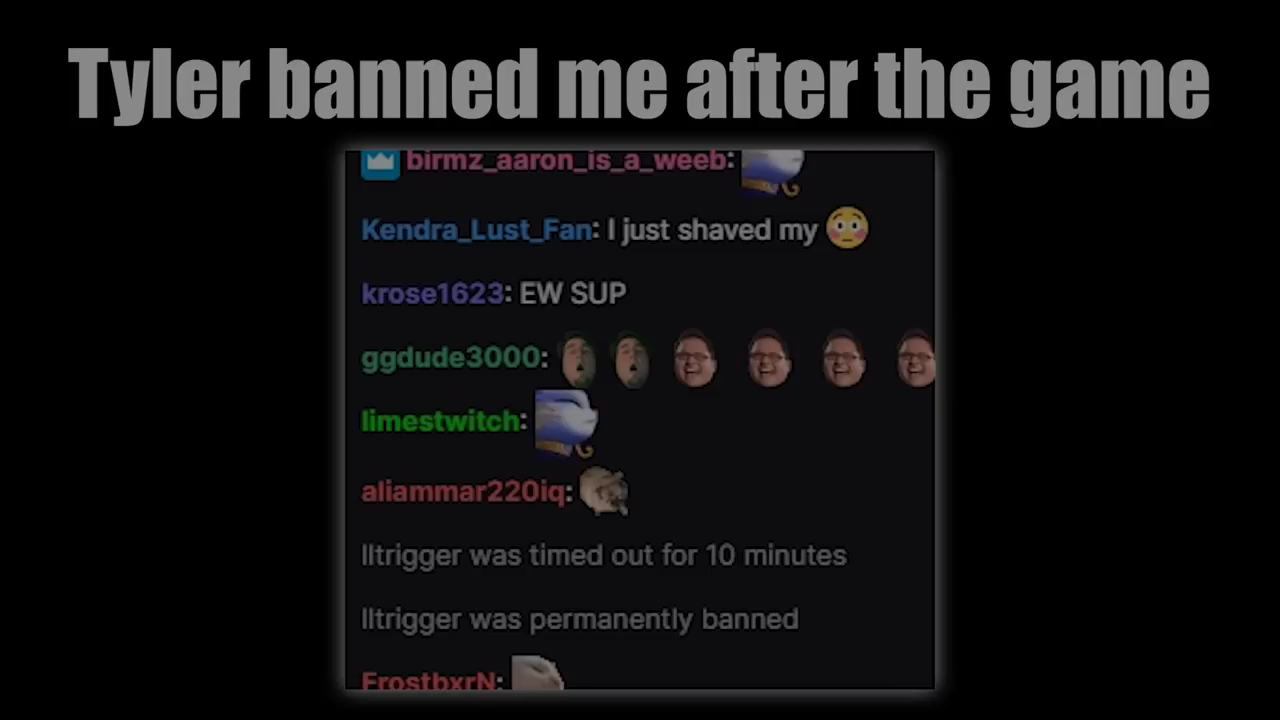 Tyler banned me after the game
birmz_aaron_is_a_weeb:
Kendra_Lust_Fan: I just shaved my 😳
krose1623: EW SUP
ggdude3000:
limestwitch:
aliammar220iq:
lltrigger was timed out for 10 minutes
lltrigger was permanently banned
FrostbxrN: